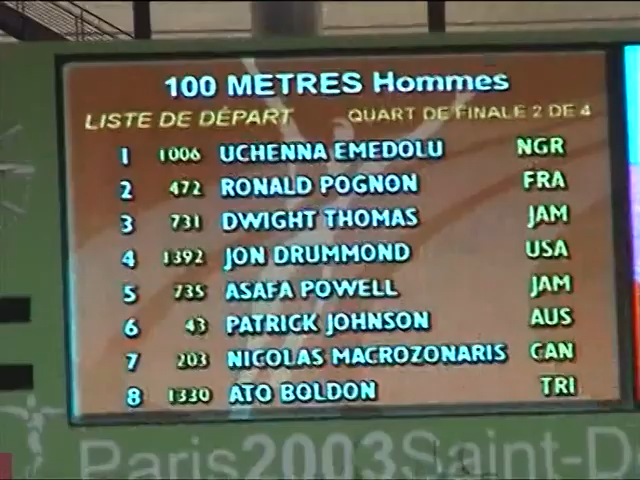 100 METRES Hommes
LISTE DE DÉPART QUART DE FINALE 2 DE 4
1 1006 UCHENNA EMEDOLU NGR
2 472 RONALD POGNON FRA
3 731 DWIGHT THOMAS JAM
4 1392 JON DRUMMOND USA
5 735 ASAFA POWELL JAM
6 43 PATRICK JOHNSON AUS
7 203 NICOLAS MACROZONARIS CAN
8 1330 ATO BOLDON TRI
Paris2003Saint-D